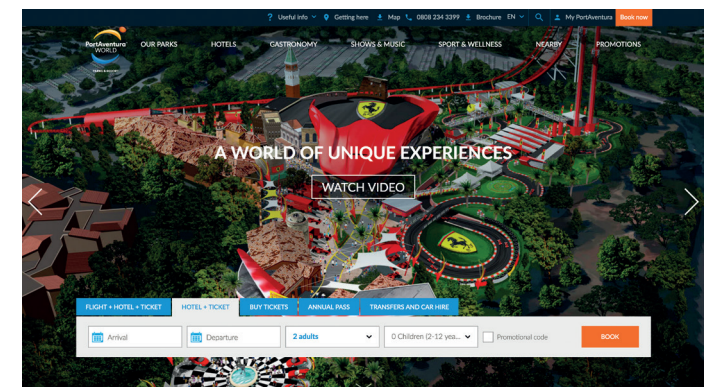 Useful info Getting here Map 0808 234 3399 Brochure EN My PortAventura Book now
PortAventura
WORLD
OUR PARKS HOTELS GASTRONOMY SHOWS & MUSIC SPORT & WELLNESS NEARBY PROMOTIONS
A WORLD OF UNIQUE EXPERIENCES
WATCH VIDEO
FLIGHT + HOTEL + TICKET HOTEL + TICKET BUY TICKETS ANNUAL PASS TRANSFERS AND CAR HIRE
Arrival Departure 2 adults 0 Children (2-12 yea... Promotional code BOOK